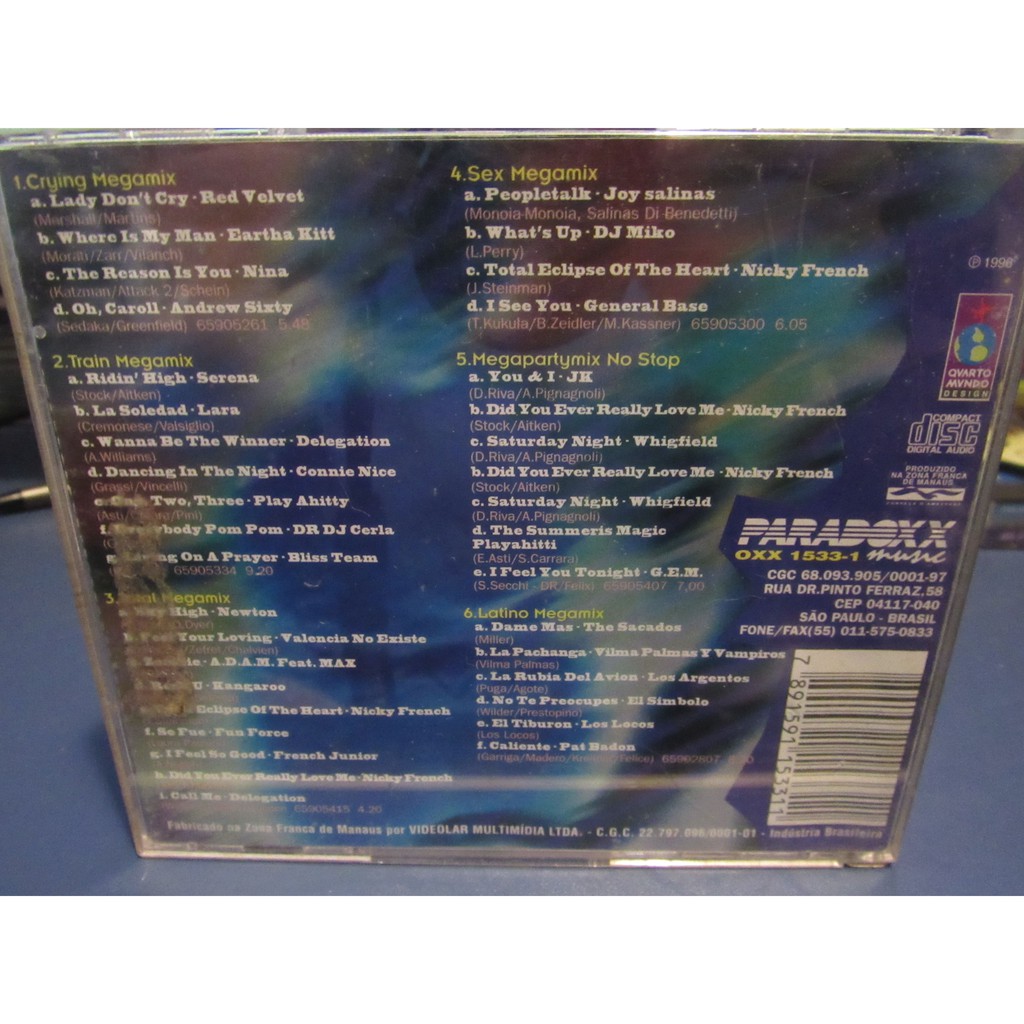 1.Crying Megamix
a. Lady Don't Cry · Red Velvet
(Marshall/Martins)
b. Where Is My Man · Eartha Kitt
(Morali/Zarr/Vilanch)
c. The Reason Is You · Nina
(Katzman/Attack 2/Schein)
d. Oh, Caroll · Andrew Sixty
(Sedaka/Greenfield) 65905261 5.48
2.Train Megamix
a. Ridin' High · Serena
(Stock/Aitken)
b. La Soledad · Lara
(Cremonese/Valsiglio)
c. Wanna Be The Winner · Delegation
(A.Williams)
d. Dancing In The Night · Connie Nice
(Grassi/Vincelli)
Two, Three · Play Ahitty
Pom Pom · DR DJ Cerla
On A Prayer · Bliss Team
65905334 9.20
3. Megamix
High · Newton
Your Loving · Valencia No Existe
· A.D.A.M. Feat. MAX
U · Kangaroo
Eclipse Of The Heart · Nicky French
f. So Fue · Fun Force
g. I Feel So Good · French Junior
h. Did You Ever Really Love Me · Nicky French
i. Call Me · Delegation
65905415 4.20
4.Sex Megamix
a. Peopletalk · Joy salinas
(Monoia-Monoia, Salinas Di Benedetti)
b. What's Up · DJ Miko
(L.Perry)
c. Total Eclipse Of The Heart · Nicky French
(J.Steinman)
d. I See You · General Base
(T.Kukula/B.Zeidler/M.Kassner) 65905300 6.05
5.Megapartymix No Stop
a. You & I · JK
(D.Riva/A.Pignagnoli)
b. Did You Ever Really Love Me · Nicky French
(Stock/Aitken)
c. Saturday Night · Whigfield
(D.Riva/A.Pignagnoli)
b. Did You Ever Really Love Me · Nicky French
(Stock/Aitken)
c. Saturday Night · Whigfield
(D.Riva/A.Pignagnoli)
d. The Summeris Magic
Playahitti
(E.Asti/S.Carrara)
e. I Feel You Tonight · G.E.M.
(S.Secchi - DR/Felix) 65905407 7,00
6.Latino Megamix
a. Dame Mas · The Sacados
(Miller)
b. La Pachanga · Vilma Palmas Y Vampiros
(Vilma Palmas)
c. La Rubia Del Avion · Los Argentos
(Puga/Agote)
d. No Te Preocupes · El Simbolo
(Wilder/Prestopino)
e. El Tiburon · Los Locos
(Los Locos)
f. Caliente · Pat Badon
65902807
℗ 1996
QVARTO
MVNDO
DESIGN
COMPACT
disc
DIGITAL AUDIO
PRODUZIDO
NA ZONA FRANCA
DE MANAUS
PARADOXX
OXX 1533-1 music
CGC 68.093.905/0001-97
RUA DR.PINTO FERRAZ,58
CEP 04117-040
SÃO PAULO - BRASIL
FONE/FAX(55) 011-575-0833
7 891591 153311
Fabricado na Zona Franca de Manaus por VIDEOLAR MULTIMÍDIA LTDA. - C.G.C. 22.797.096/0001-01 - Indústria Brasileira